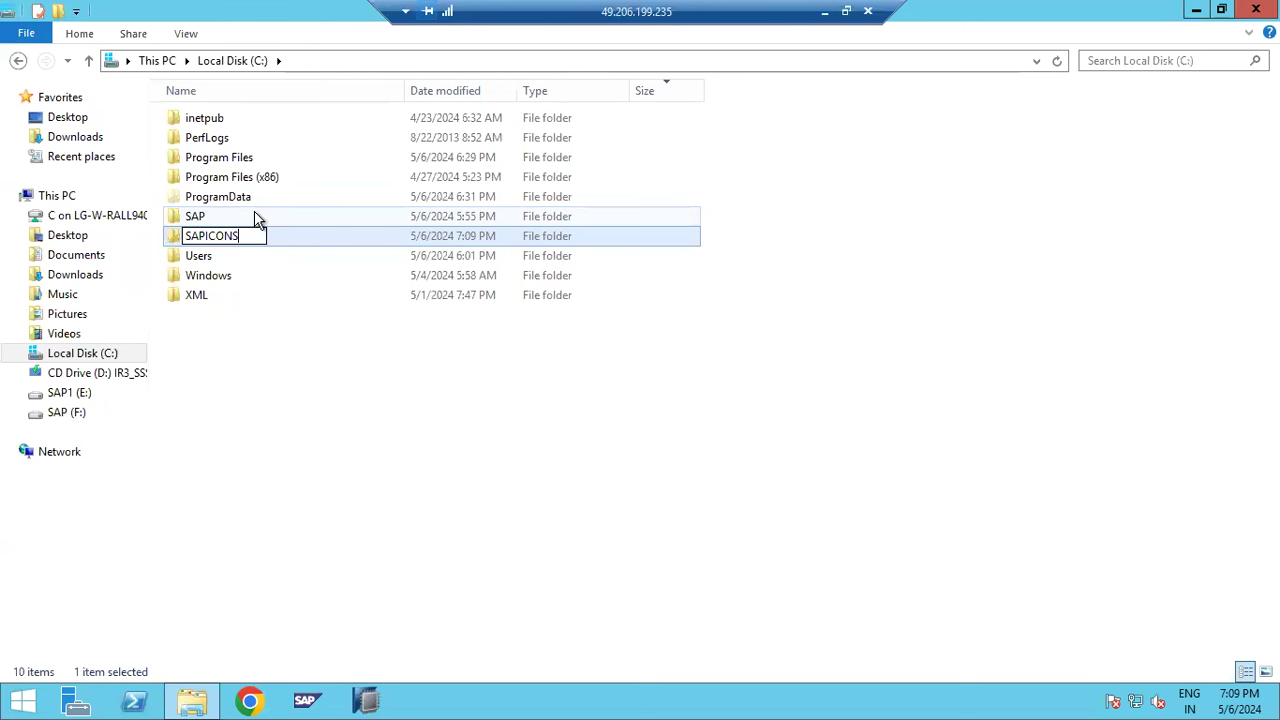 49.206.199.235
File Home Share View
This PC Local Disk (C:) Search Local Disk (C:)
Name Date modified Type Size
Favorites
Desktop
Downloads
Recent places
This PC
C on LG-W-RALL940
Desktop
Documents
Downloads
Music
Pictures
Videos
Local Disk (C:)
CD Drive (D:) IR3_SS
SAP1 (E:)
SAP (F:)
Network
inetpub 4/23/2024 6:32 AM File folder
PerfLogs 8/22/2013 8:52 AM File folder
Program Files 5/6/2024 6:29 PM File folder
Program Files (x86) 4/27/2024 5:23 PM File folder
ProgramData 5/6/2024 6:31 PM File folder
SAP 5/6/2024 5:55 PM File folder
SAPICONS 5/6/2024 7:09 PM File folder
Users 5/6/2024 6:01 PM File folder
Windows 5/4/2024 5:58 AM File folder
XML 5/1/2024 7:47 PM File folder
10 items 1 item selected
SAP
ENG 7:09 PM
IN 5/6/2024